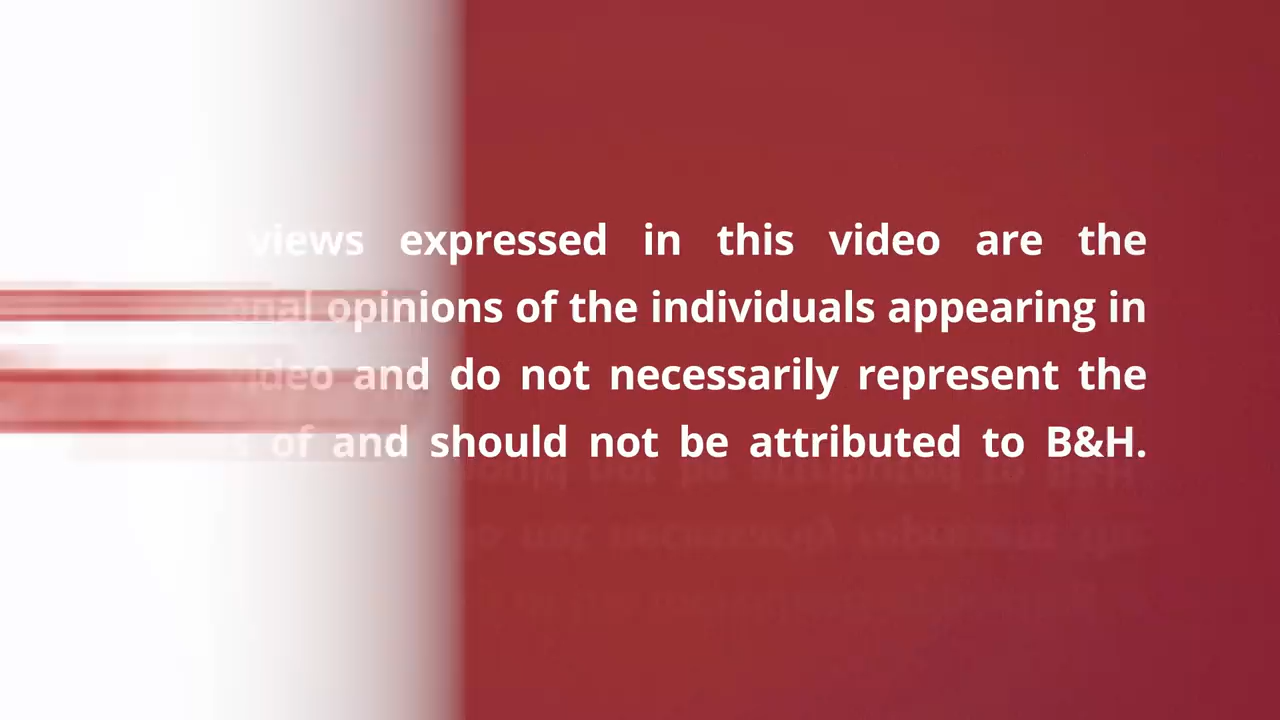 views expressed in this video are the
opinions of the individuals appearing in
video and do not necessarily represent the
of and should not be attributed to B&H.